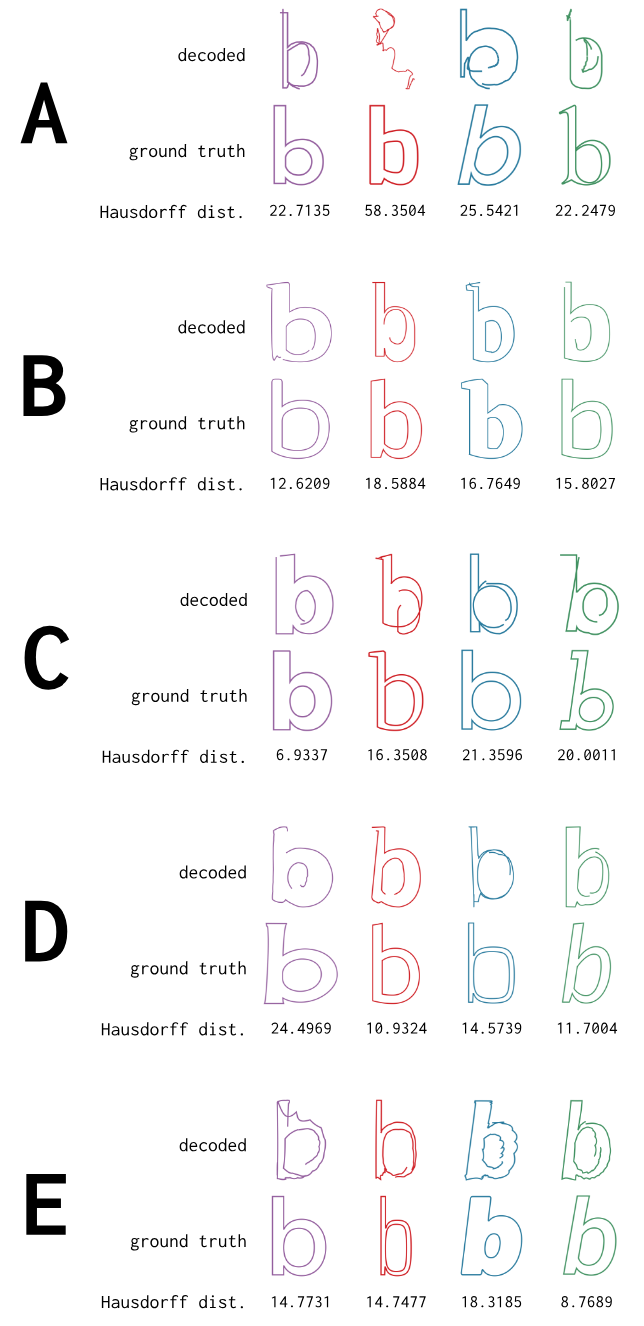 A
decoded b b b
ground truth b b b b
Hausdorff dist. 22.7135 58.3504 25.5421 22.2479
B
decoded b b b b
ground truth b b b b
Hausdorff dist. 12.6209 18.5884 16.7649 15.8027
C
decoded b b b b
ground truth b b b b
Hausdorff dist. 6.9337 16.3508 21.3596 20.0011
D
decoded b b b b
ground truth b b b b
Hausdorff dist. 24.4969 10.9324 14.5739 11.7004
E
decoded b b b b
ground truth b b b b
Hausdorff dist. 14.7731 14.7477 18.3185 8.7689